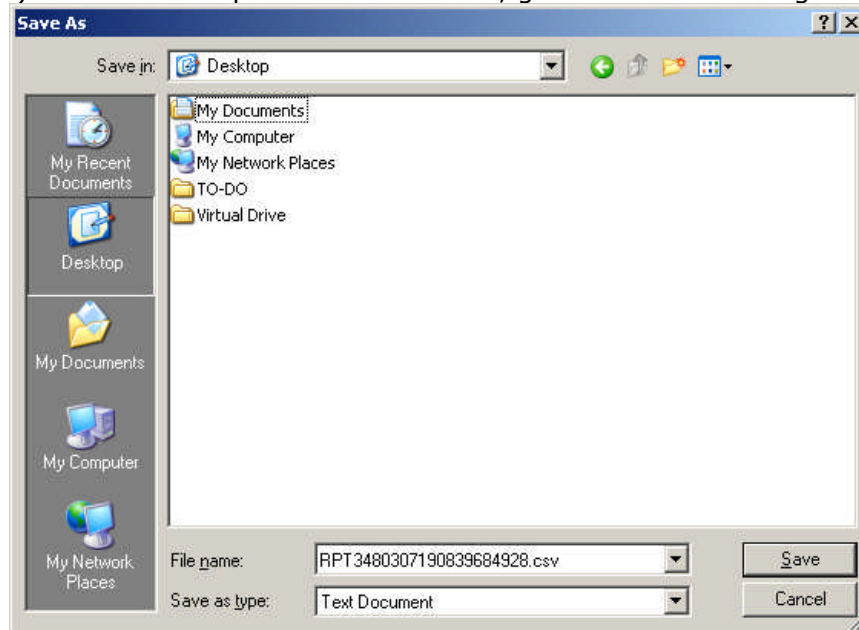 Save As
Save in:
Desktop
My Documents
My Computer
My Network Places
TO-DO
Virtual Drive
My Recent
Documents
Desktop
My Documents
My Computer
My Network
Places
File name:
RPT3480307190839684928.csv
Save
Save as type:
Text Document
Cancel